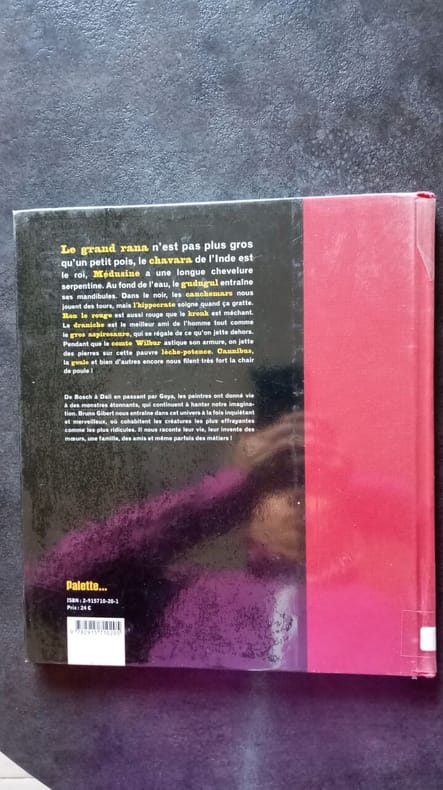 Le grand rana n'est pas plus gros
qu'un petit pois, le chavara de l'Inde est
le roi, Médusine a une longue chevelure
serpentine. Au fond de l'eau, le gudugul entraîne
ses mandibules. Dans le noir, les cauchemars nous
jouent des tours, mais l'hippocrate soigne quand ça gratte.
Ron le rouge est aussi rouge que le kronk est méchant.
Le draniche est le meilleur ami de l'homme tout comme
le gros aspirosaure, qui se régale de ce qu'on jette dehors.
Pendant que le comte Wilbur astique son armure, on jette
des pierres sur cette pauvre lèche-potence. Cannibus,
la goule et bien d'autres encore nous filent très fort la chair
de poule !
De Bosch à Dalí en passant par Goya, les peintres ont donné vie
à des monstres étonnants, qui continuent à hanter notre imagina-
tion. Bruno Gibert nous entraîne dans cet univers à la fois inquiétant
et merveilleux, où cohabitent les créatures les plus effrayantes
comme les plus ridicules. Il nous raconte leur vie, leur invente des
mœurs, une famille, des amis et même parfois des métiers !
Palette...
ISBN : 2-915710-20-1
Prix : 24 €
9 782915 710205